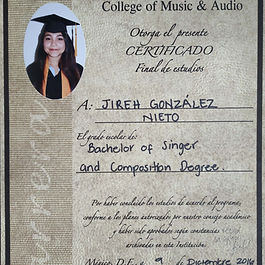 College of Music & Audio
Otorga el presente
CERTIFICADO
Final de estudios
A: JIREH GONZÁLEZ
NIETO
El grado escolar de:
Bachelor of Singer
and Composition Degree.
Por haber concluido los estudios de acuerdo al programa,
conforme a los planes autorizados por nuestro consejo académico
y haber sido aprobados según constancias
archivadas en esta Institución.
México, D.F., a 9 de Diciembre 2016